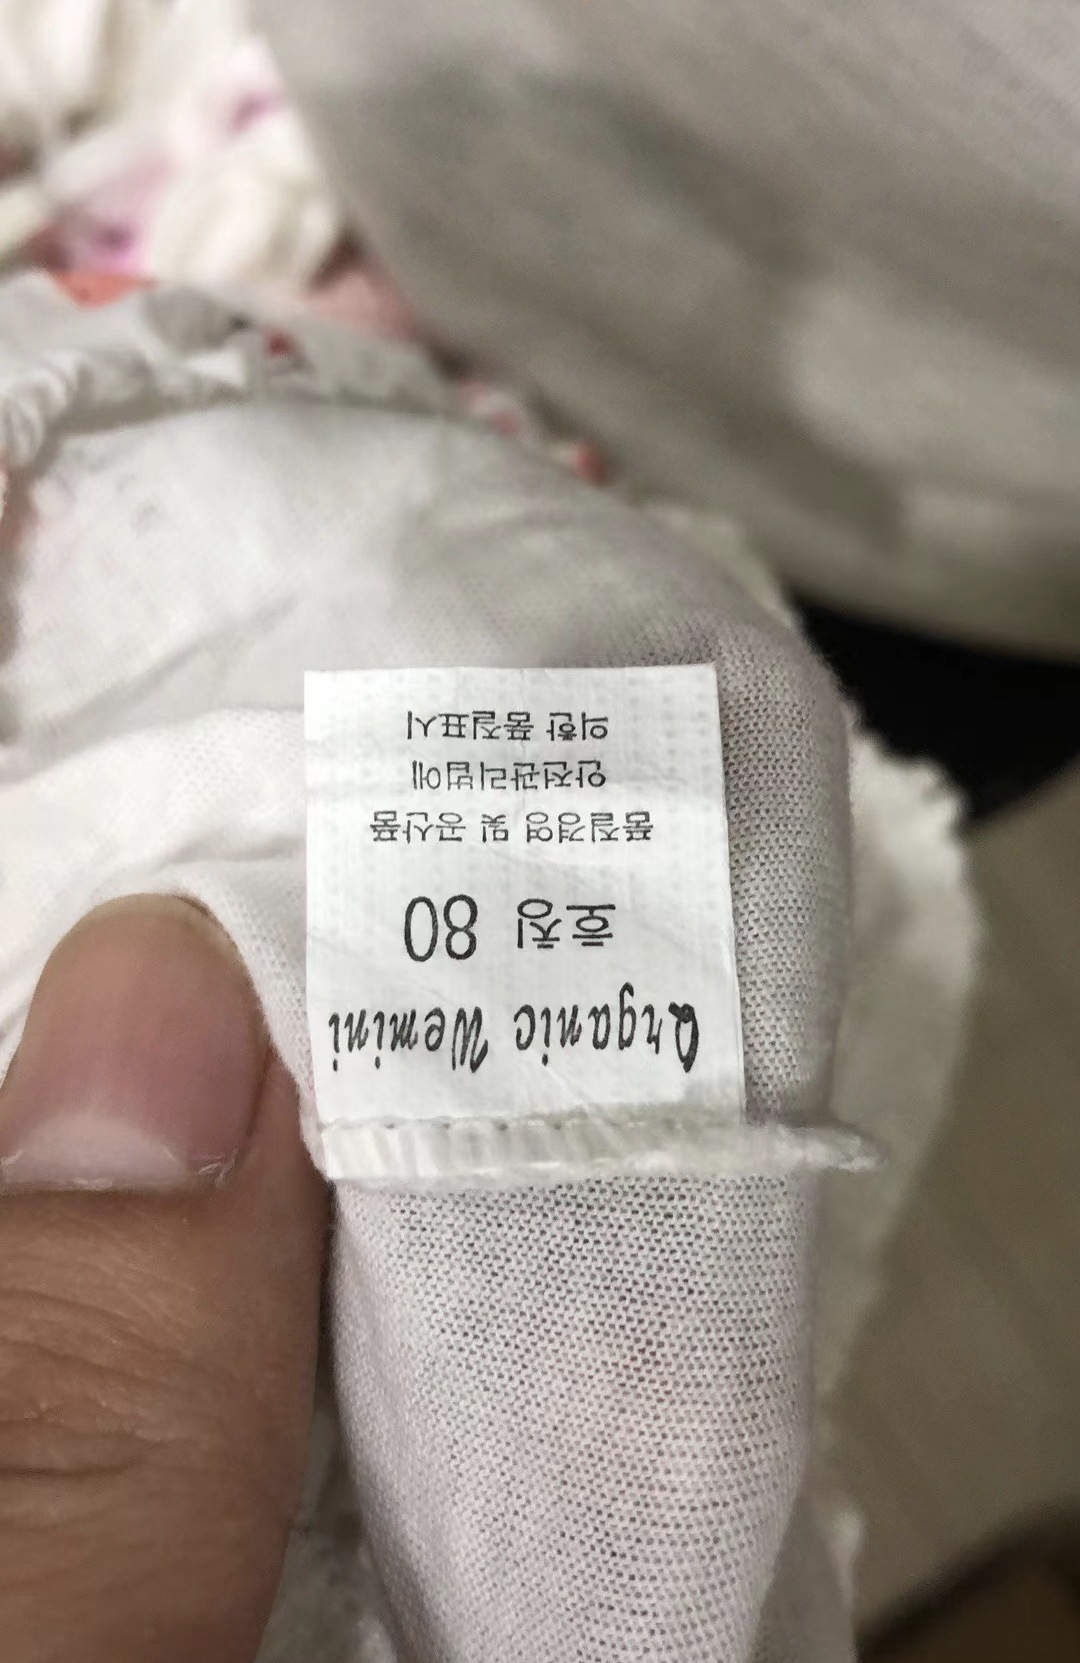 Organic Wemini
호칭 80
품질경영 및 공산품
안전관리법에
의한 품질표시